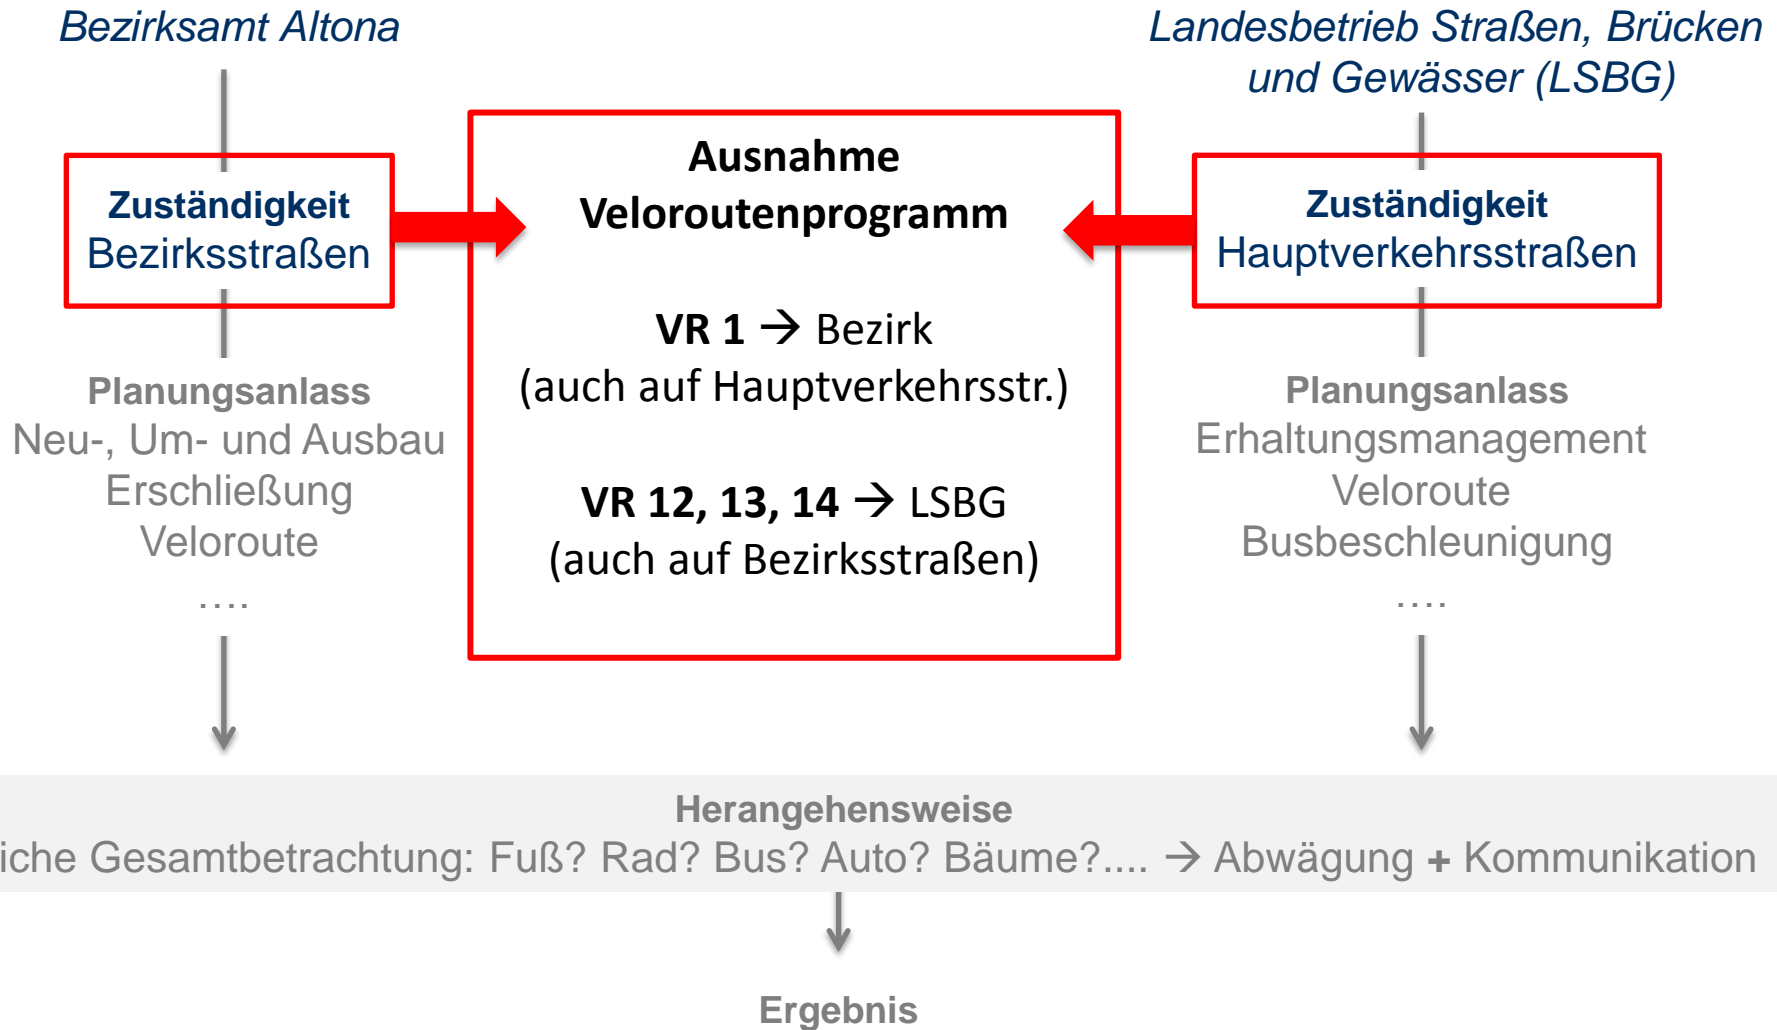 Bezirksamt Altona
Zuständigkeit
Bezirksstraßen
Planungsanlass
Neu-, Um- und Ausbau
Erschließung
Veloroute
....
Ausnahme
Veloroutenprogramm
VR 1 → Bezirk
(auch auf Hauptverkehrsstr.)
VR 12, 13, 14 → LSBG
(auch auf Bezirksstraßen)
Landesbetrieb Straßen, Brücken
und Gewässer (LSBG)
Zuständigkeit
Hauptverkehrsstraßen
Planungsanlass
Erhaltungsmanagement
Veloroute
Busbeschleunigung
....
Herangehensweise
Gesamtbetrachtung: Fuß? Rad? Bus? Auto? Bäume?.... → Abwägung + Kommunikation
Ergebnis